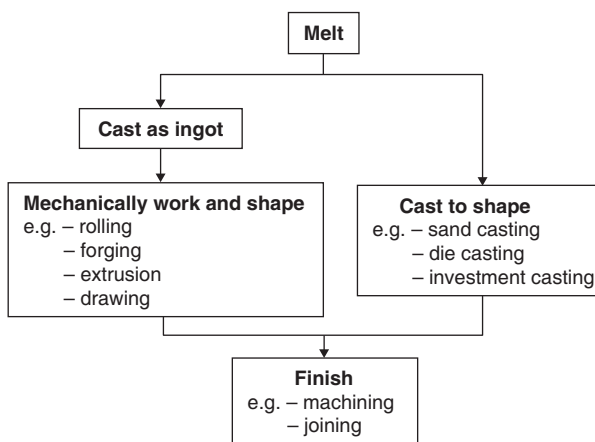 Melt
Cast as ingot
Mechanically work and shape
e.g. – rolling
– forging
– extrusion
– drawing
Cast to shape
e.g. – sand casting
– die casting
– investment casting
Finish
e.g. – machining
– joining